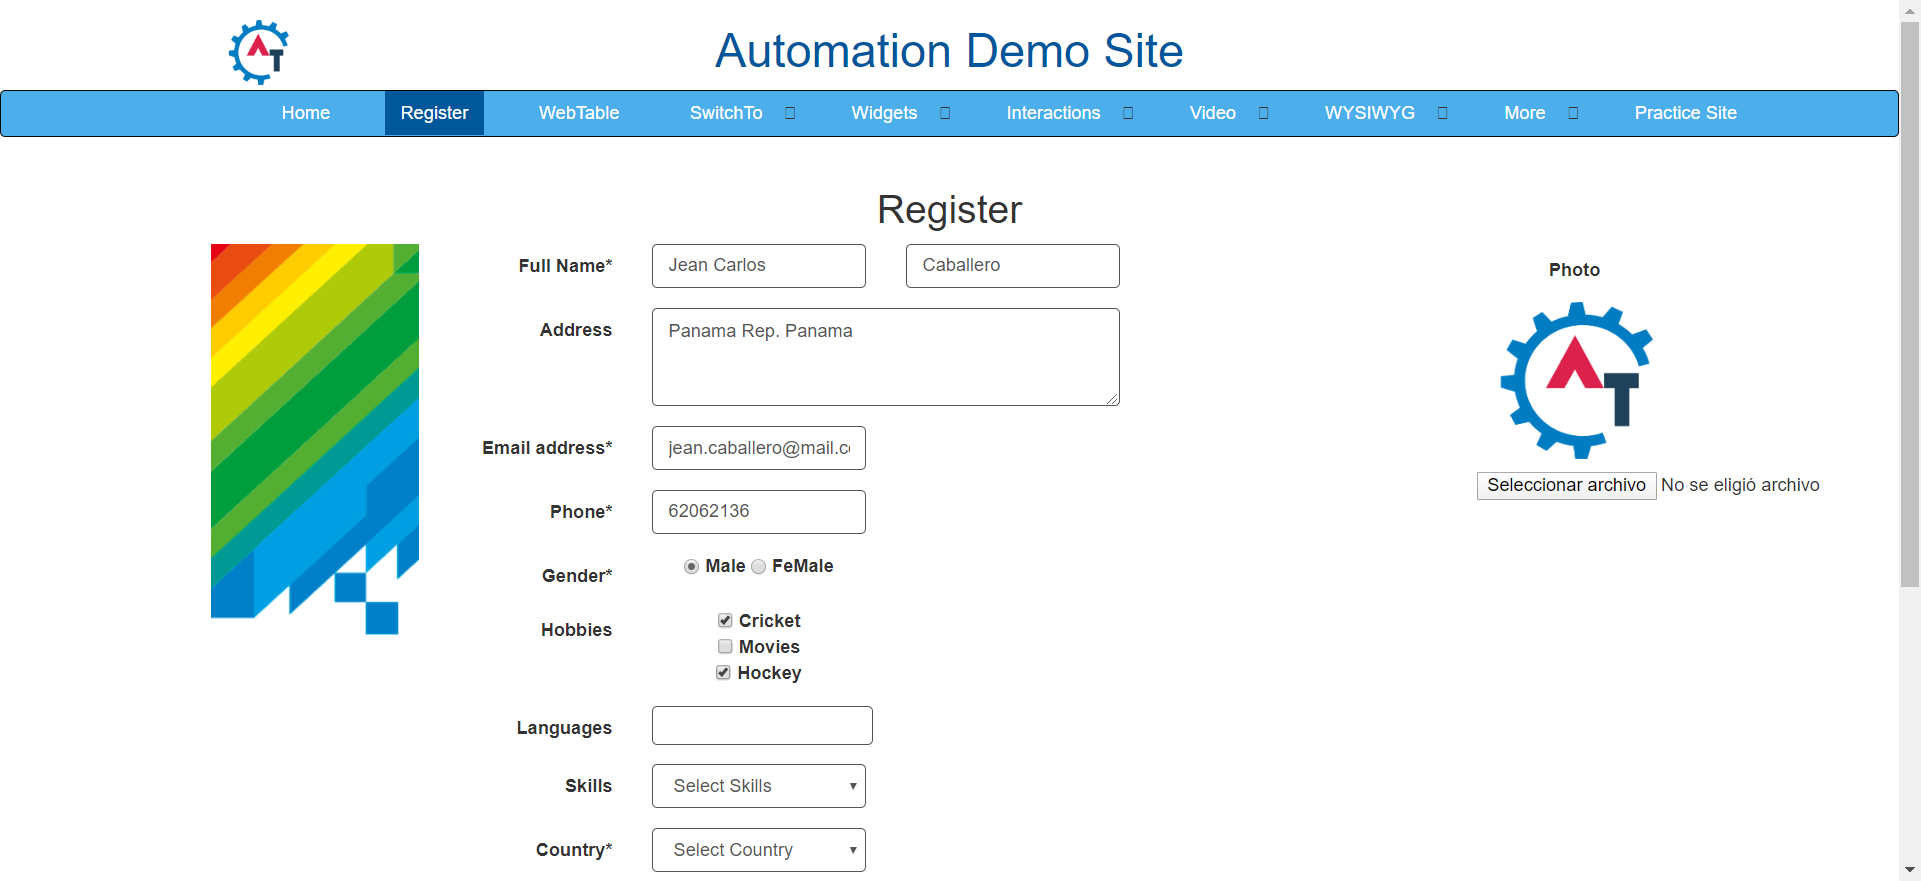 Automation Demo Site
Home Register WebTable SwitchTo Widgets Interactions Video WYSIWYG More Practice Site
Register
Full Name* Jean Carlos Caballero
Photo
Address Panama Rep. Panama
AT
Email address* jean.caballero@mail.c
Seleccionar archivo No se eligió archivo
Phone* 62062136
Gender* Male FeMale
Hobbies Cricket
Movies
Hockey
Languages
Skills Select Skills
Country* Select Country